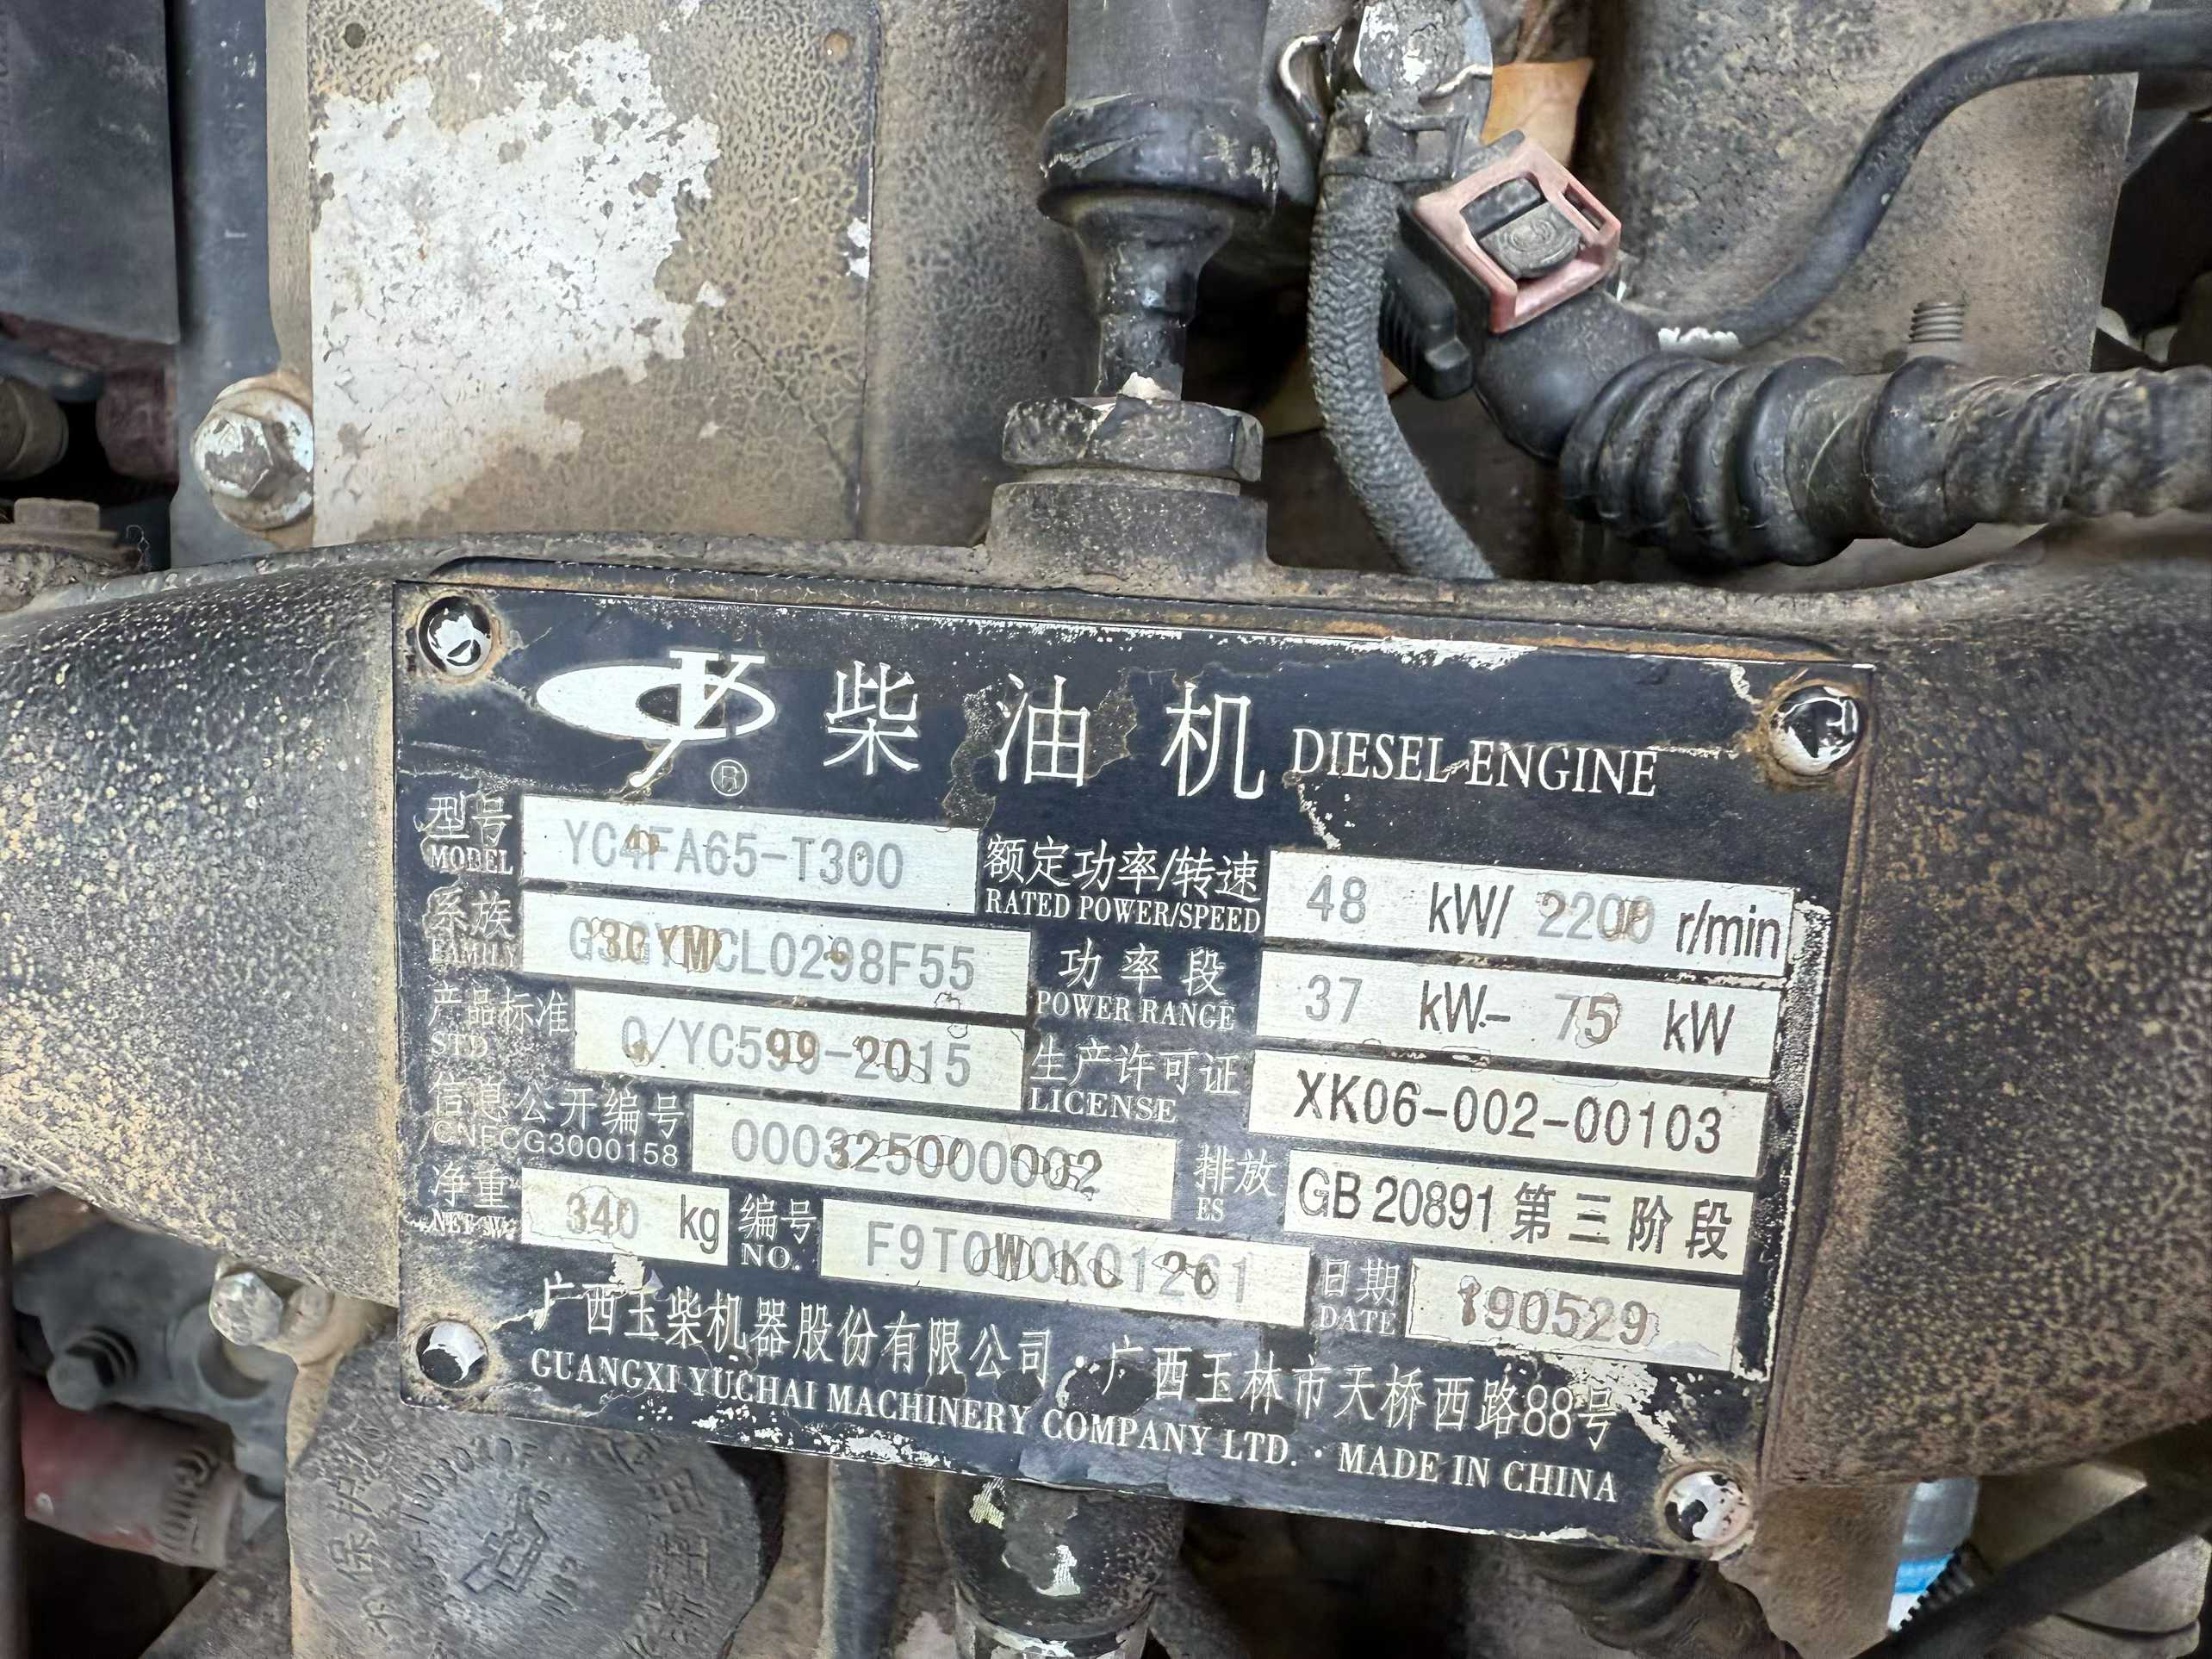 ® 柴油机 DIESEL ENGINE
型号 MODEL YC4FA65-T300
额定功率/转速 RATED POWER/SPEED 48 kW/ 2200 r/min
系族 FAMILY G3GYMCL0298F55
功率段 POWER RANGE 37 kW- 75 kW
产品标准 STD Q/YC599-2015
生产许可证 LICENSE XK06-002-00103
信息公开编号 CNFCG3000158 000325000002
排放 ES GB 20891 第三阶段
净重 NET W. 340 kg
编号 NO. F9T0W0K01261
日期 DATE 190529
广西玉柴机器股份有限公司·广西玉林市天桥西路88号
GUANGXI YUCHAI MACHINERY COMPANY LTD. · MADE IN CHINA